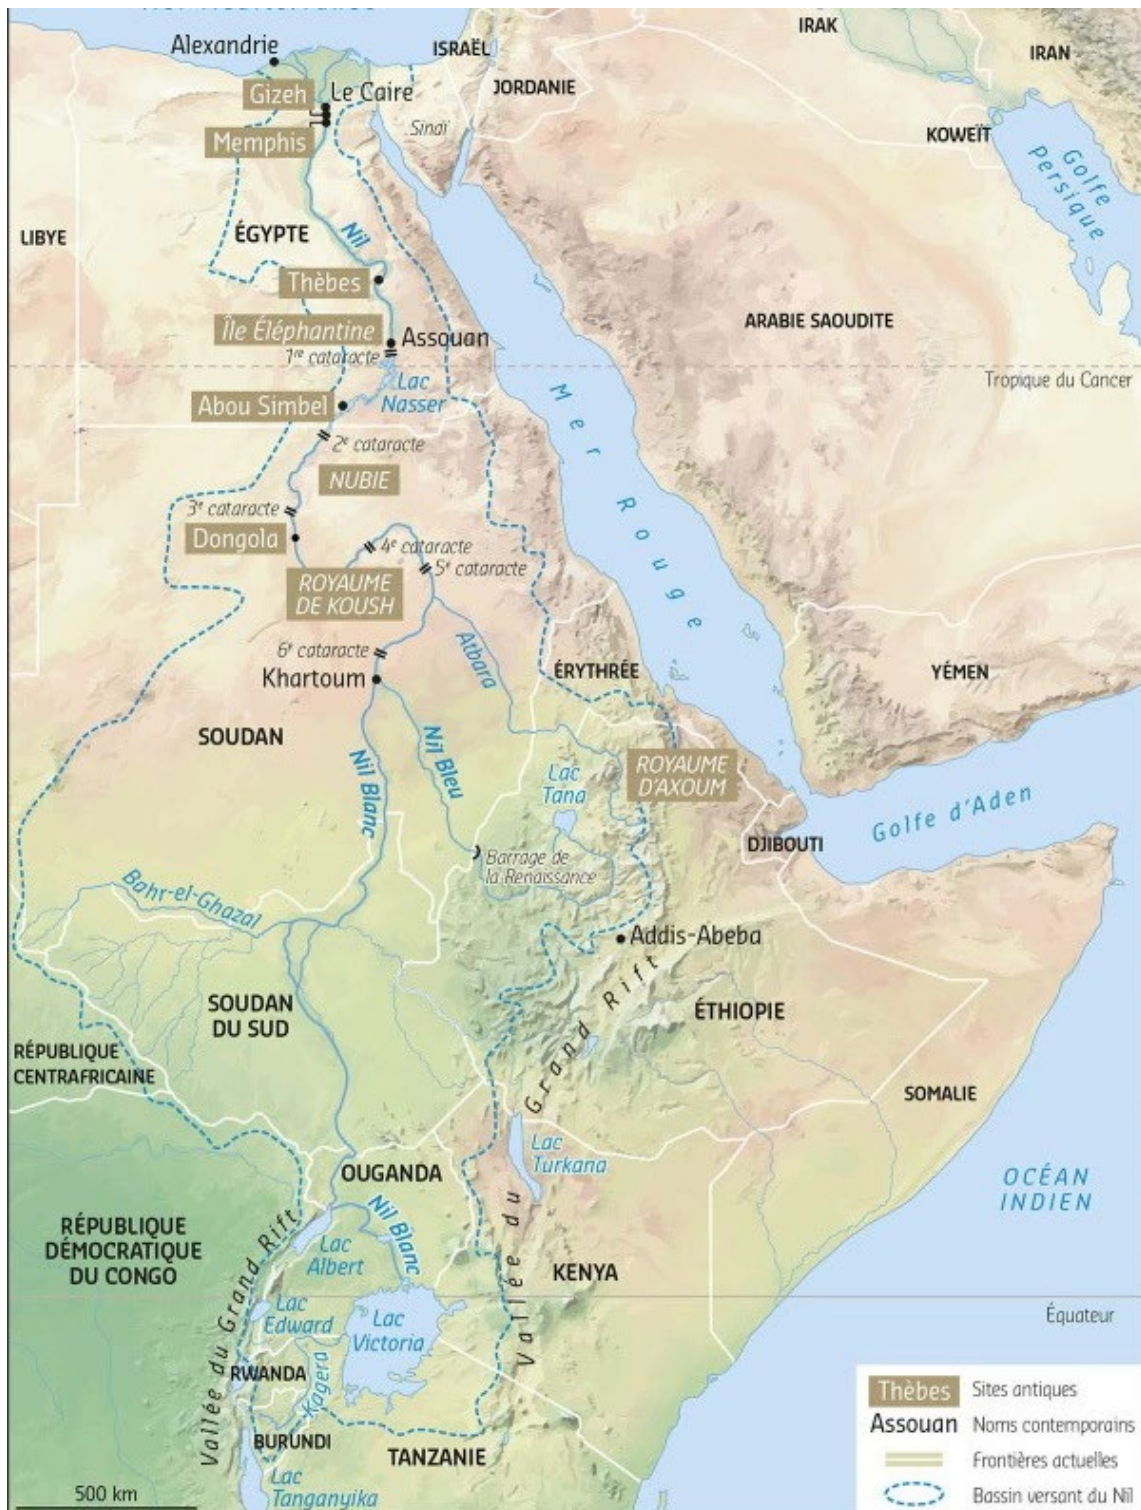 Alexandrie
ISRAËL
IRAK
IRAN
Gizeh
Le Caire
JORDANIE
Memphis
Sinaï
KOWEÏT
Golfe
Persique
LIBYE
ÉGYPTE
Nil
Thèbes
Île Éléphantine
Assouan
1re cataracte
ARABIE SAOUDITE
Tropique du Cancer
Lac
Nasser
Abou Simbel
2e cataracte
Mer Rouge
NUBIE
3e cataracte
Dongola
4e cataracte
5e cataracte
ROYAUME
DE KOUSH
Atbara
6e cataracte
Khartoum
ÉRYTHRÉE
YÉMEN
SOUDAN
Nil Blanc
Nil Bleu
Lac
Tana
ROYAUME
D'AXOUM
Golfe d'Aden
DJIBOUTI
Barrage de
la Renaissance
Bahr-el-Ghazal
Addis-Abeba
SOUDAN
DU SUD
ÉTHIOPIE
RÉPUBLIQUE
CENTRAFRICAINE
Vallée du Grand Rift
SOMALIE
Lac
Turkana
OUGANDA
OCÉAN
INDIEN
RÉPUBLIQUE
DÉMOCRATIQUE
DU CONGO
Vallée du Grand Rift
Nil Blanc
Lac
Albert
KENYA
Lac
Edward
Lac
Victoria
Équateur
RWANDA
Kagera
BURUNDI
TANZANIE
Lac
Tanganyika
500 km
Thèbes Sites antiques
Assouan Noms contemporains
Frontières actuelles
Bassin versant du Nil